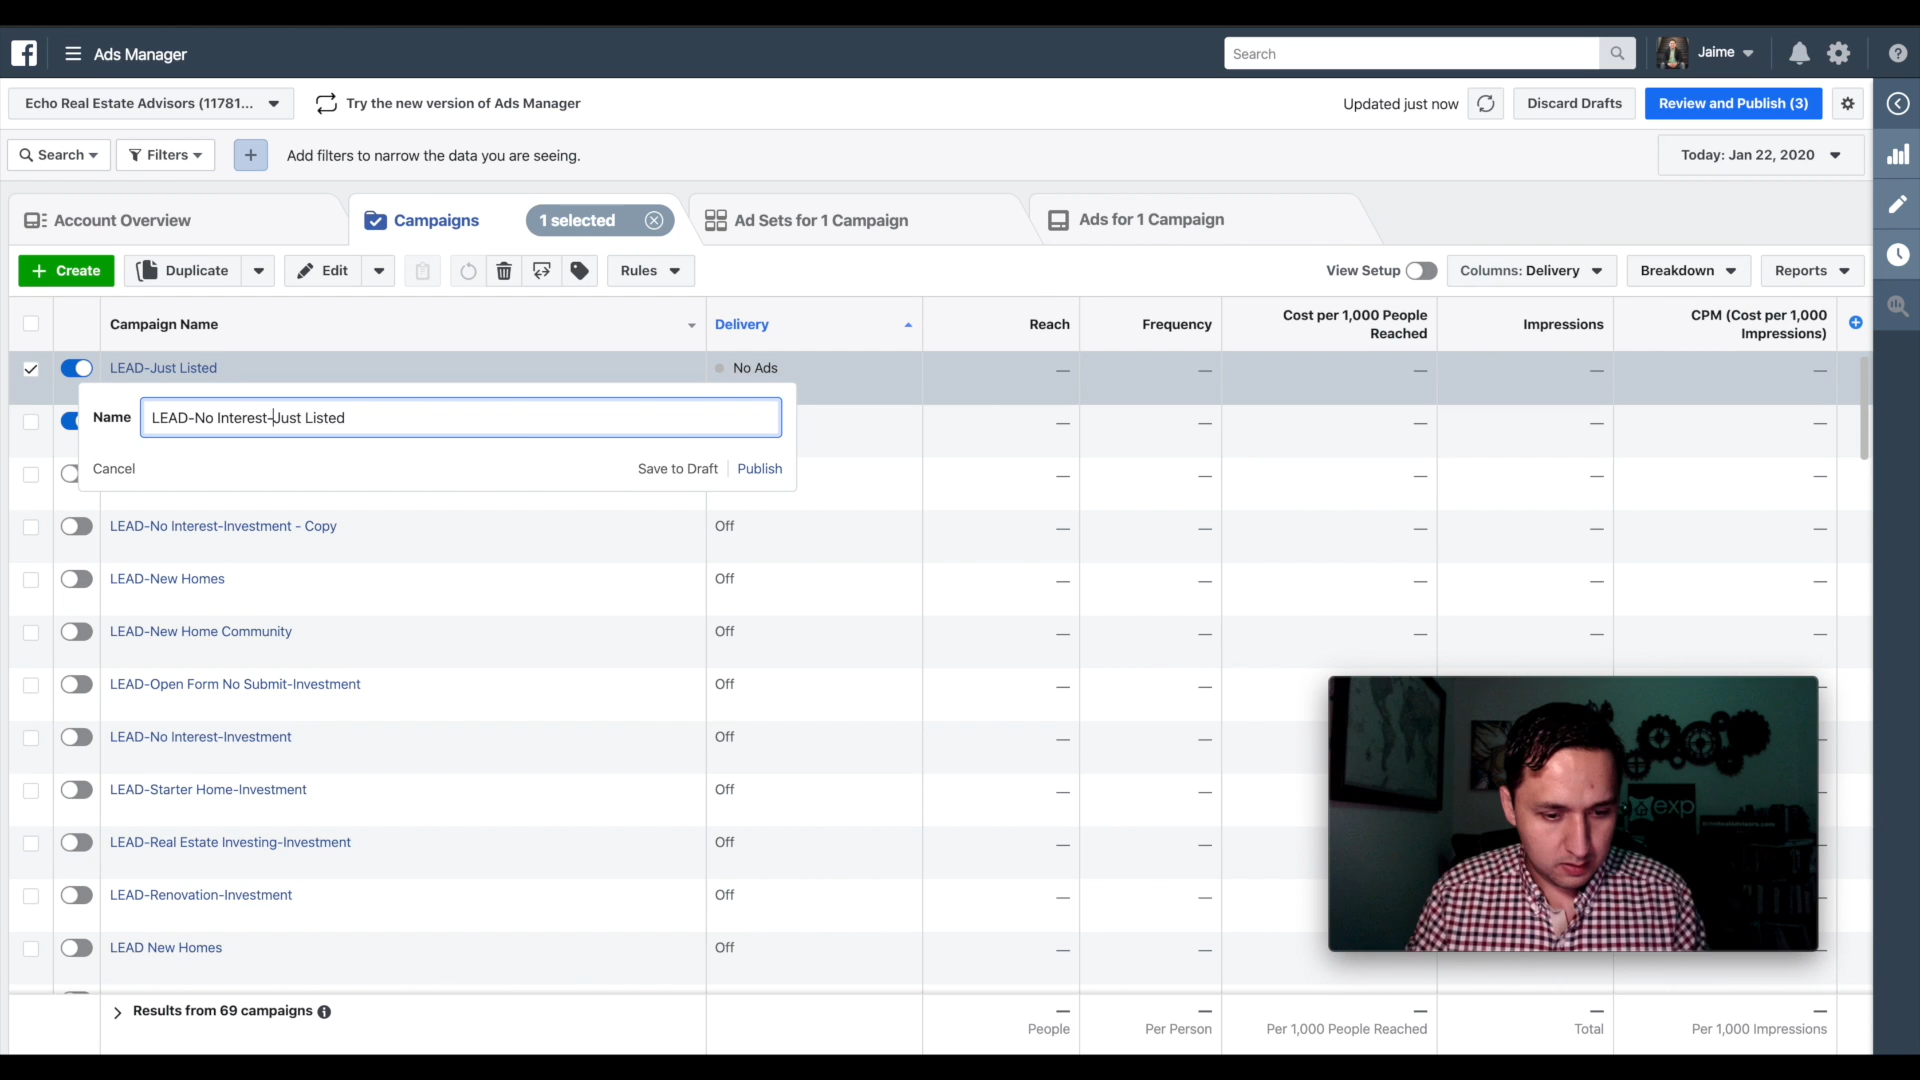 Ads Manager
Search
Jaime
Echo Real Estate Advisors (11781...
Try the new version of Ads Manager
Updated just now
Discard Drafts
Review and Publish (3)
Search
Filters
Add filters to narrow the data you are seeing.
Today: Jan 22, 2020
Account Overview
Campaigns
1 selected
Ad Sets for 1 Campaign
Ads for 1 Campaign
+ Create
Duplicate
Edit
Rules
View Setup
Columns: Delivery
Breakdown
Reports
Campaign Name
Delivery
Reach
Frequency
Cost per 1,000 People
Reached
Impressions
CPM (Cost per 1,000
Impressions)
LEAD-Just Listed
No Ads
Name
LEAD-No Interest-Just Listed
Cancel
Save to Draft
Publish
LEAD-No Interest-Investment - Copy
Off
LEAD-New Homes
Off
LEAD-New Home Community
Off
LEAD-Open Form No Submit-Investment
Off
LEAD-No Interest-Investment
Off
LEAD-Starter Home-Investment
Off
LEAD-Real Estate Investing-Investment
Off
LEAD-Renovation-Investment
Off
LEAD New Homes
Off
exp
Results from 69 campaigns
People
Per Person
Per 1,000 People Reached
Total
Per 1,000 Impressions